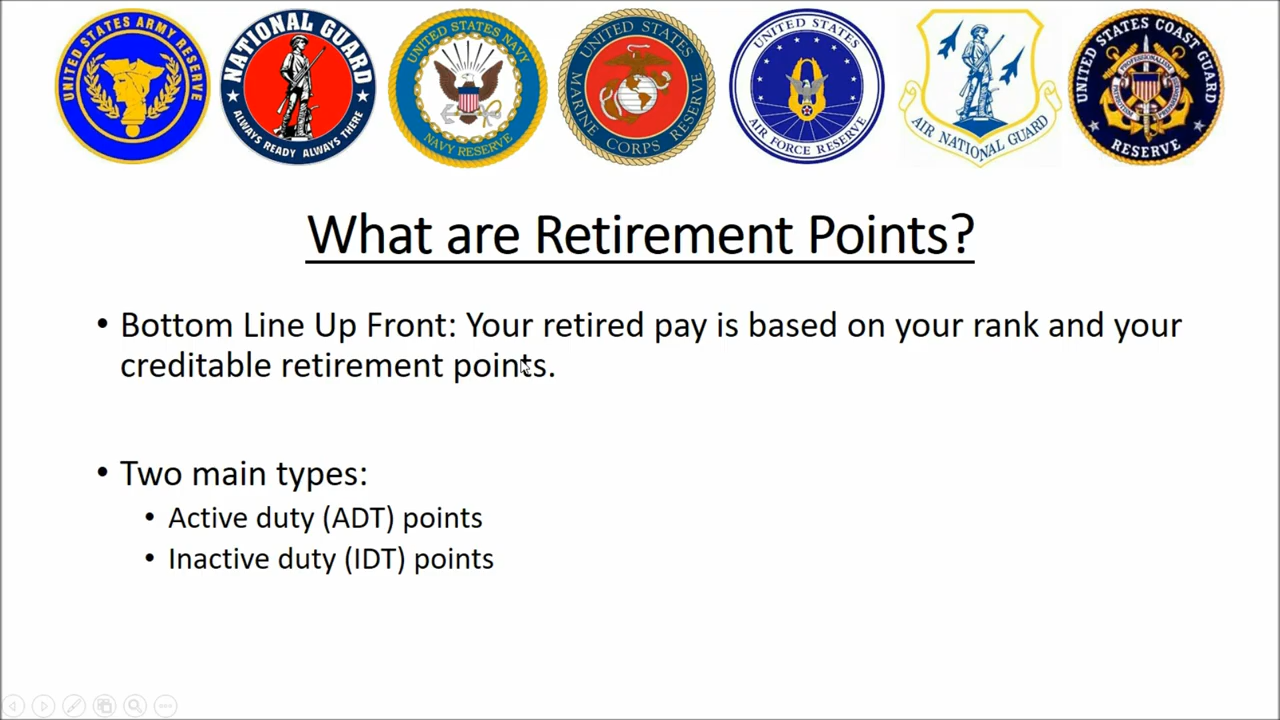 UNITED STATES ARMY RESERVE
NATIONAL GUARD
ALWAYS READY ALWAYS THERE
UNITED STATES NAVY
NAVY RESERVE
UNITED STATES
MARINE CORPS RESERVE
UNITED STATES
AIR FORCE RESERVE
AIR NATIONAL GUARD
UNITED STATES COAST GUARD
RESERVE
What are Retirement Points?
• Bottom Line Up Front: Your retired pay is based on your rank and your
creditable retirement points.
• Two main types:
• Active duty (ADT) points
• Inactive duty (IDT) points